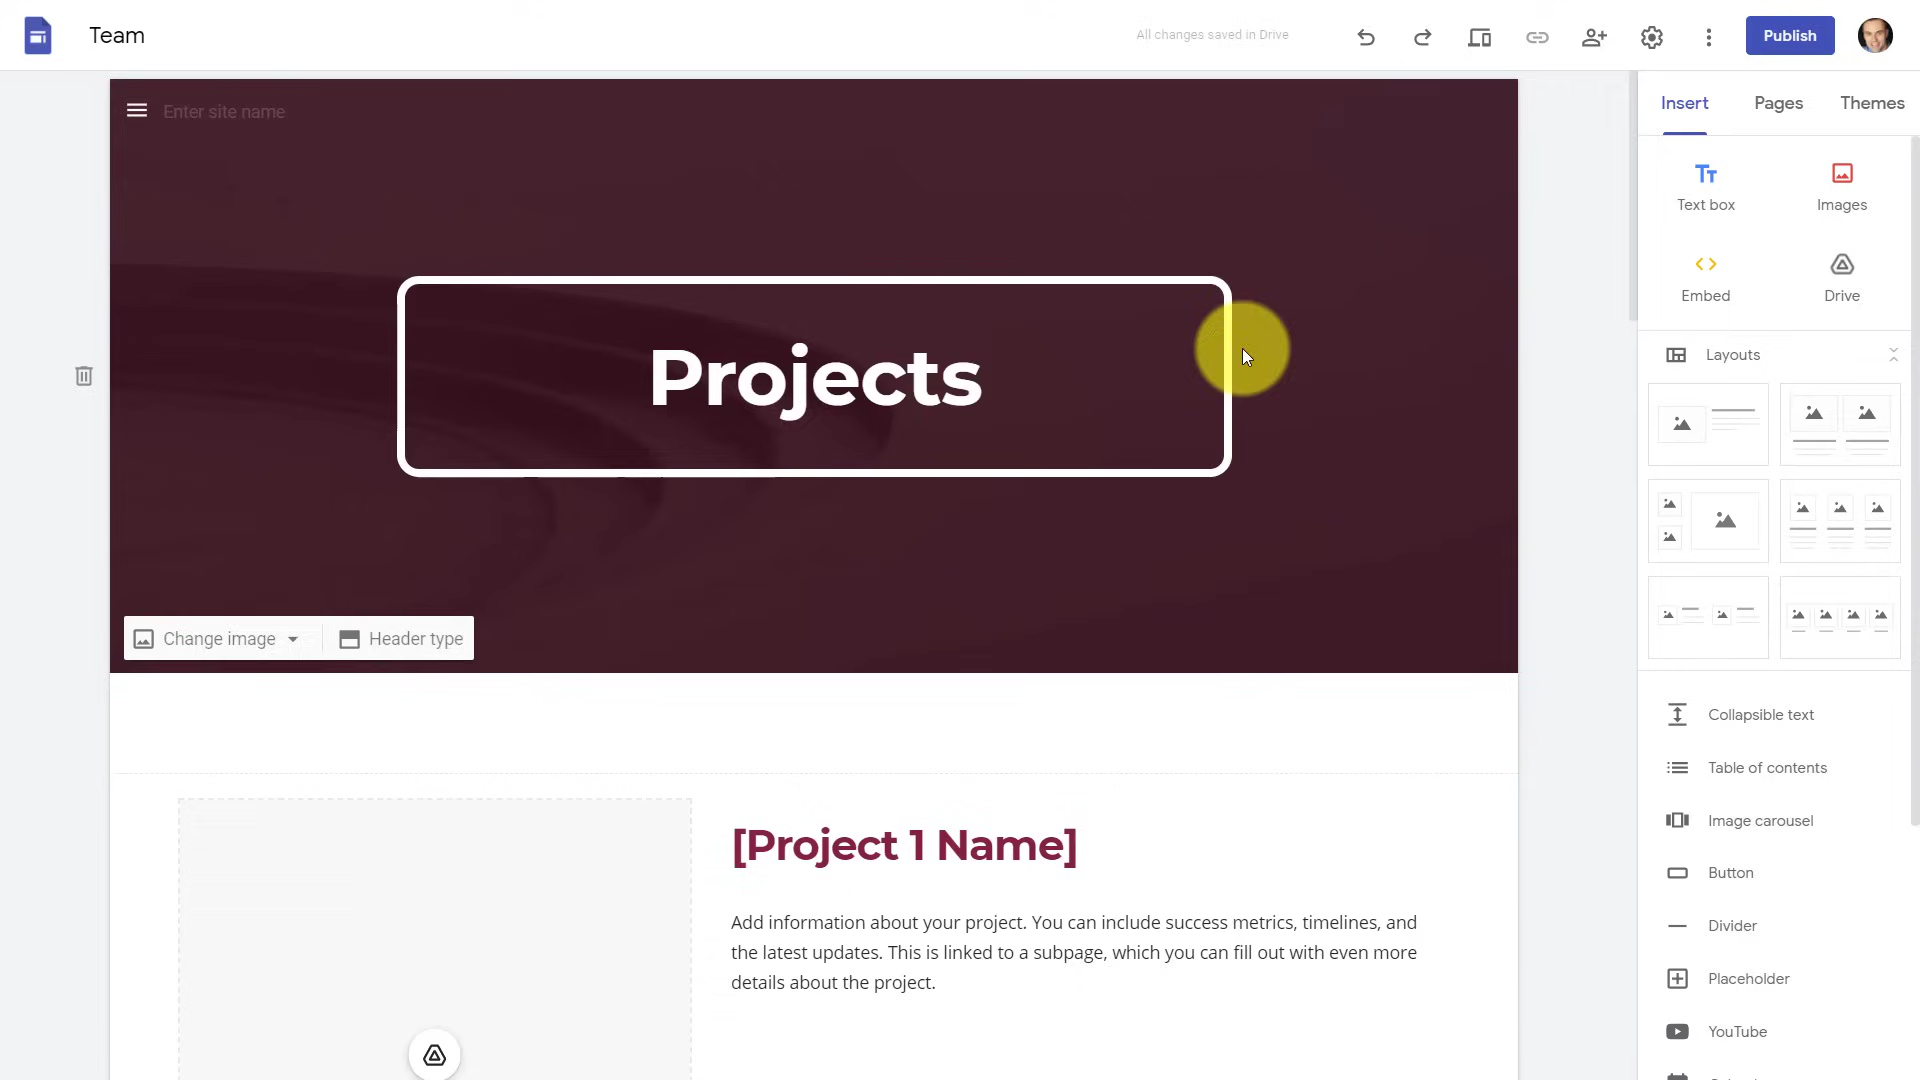 Team
All changes saved in Drive
Publish
Enter site name
Projects
Change image
Header type
[Project 1 Name]
Add information about your project. You can include success metrics, timelines, and
the latest updates. This is linked to a subpage, which you can fill out with even more
details about the project.
Insert
Pages
Themes
Tt
Text box
Images
Embed
Drive
Layouts
Collapsible text
Table of contents
Image carousel
Button
Divider
Placeholder
YouTube